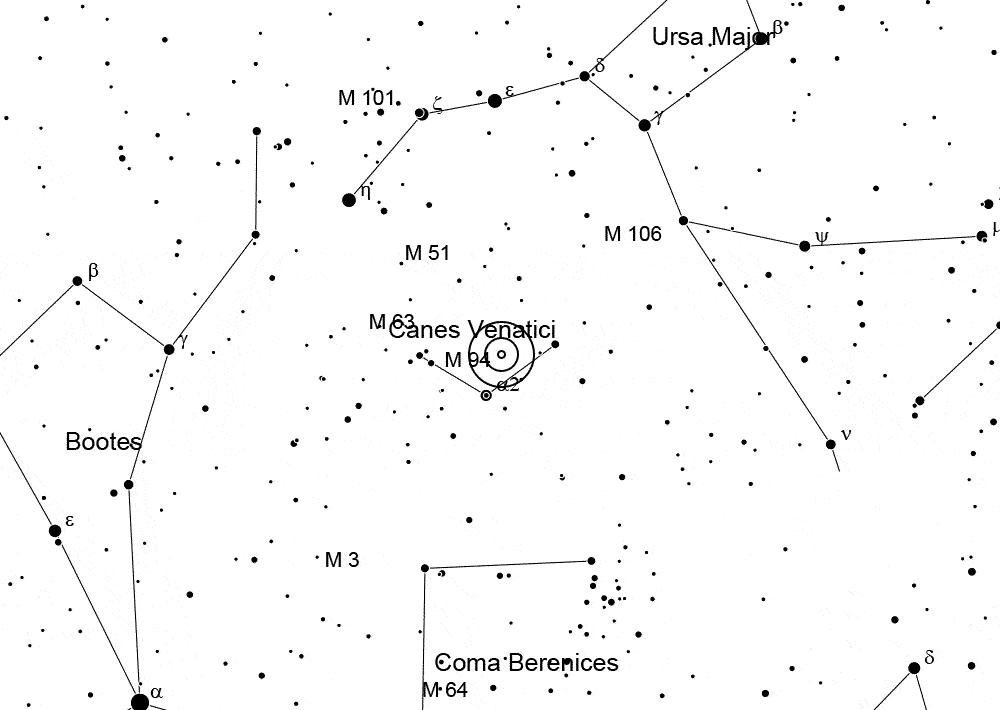 β
Ursa Major
δ
ε
M 101
ζ
γ
η
M 106
ψ
μ
M 51
β
M 63
Canes Venatici
γ
M 94
α2
ν
Bootes
ε
M 3
Coma Berenices
δ
M 64
α